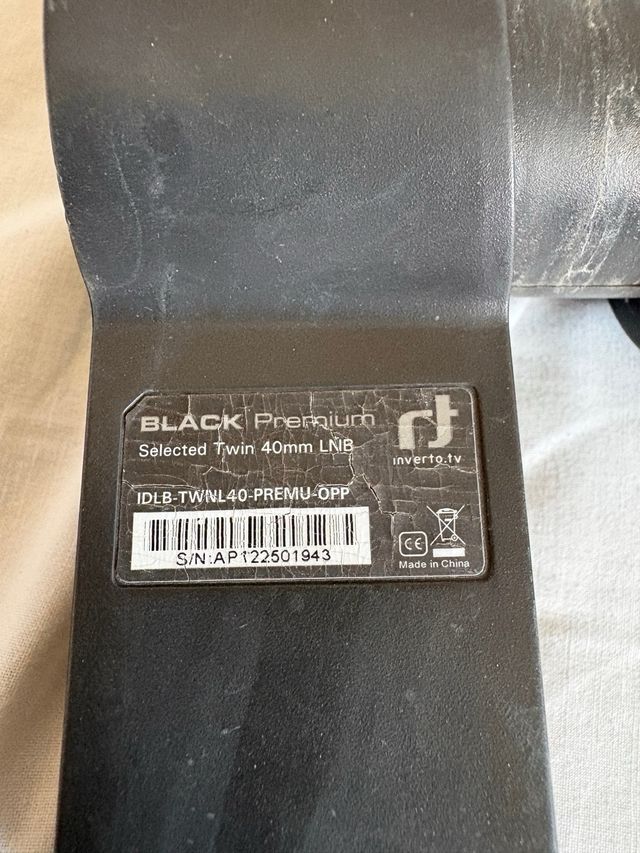 BLACK Premium
Selected Twin 40mm LNB
inverto.tv
IDLB-TWNL40-PREMU-OPP
S/N:AP122501943
CE
Made in China